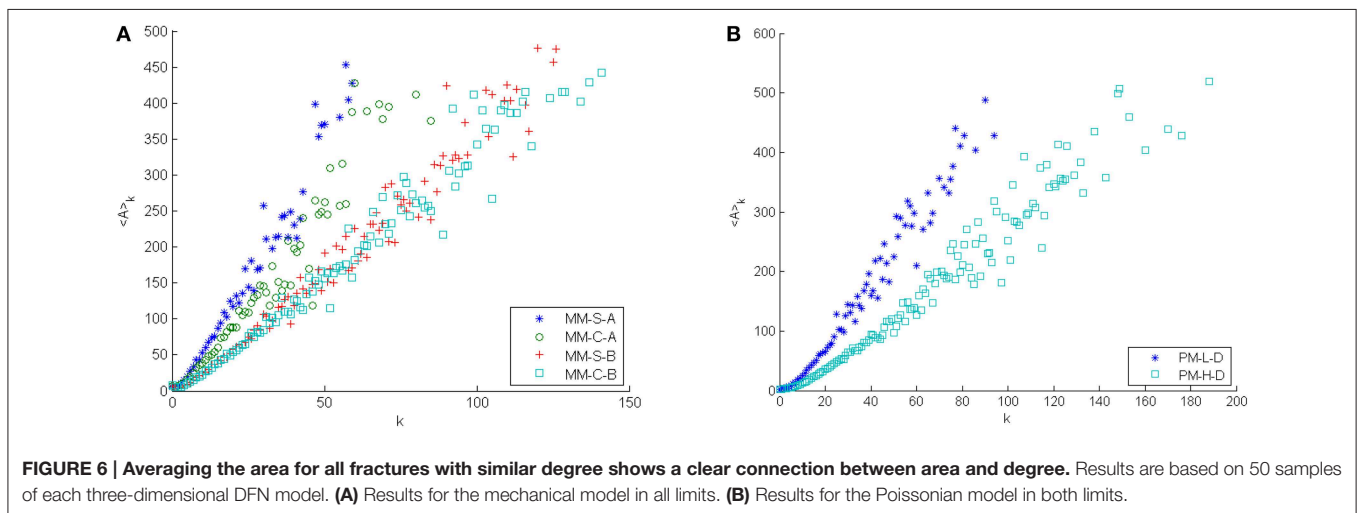 A
500
450
400
350
300
250
200
150
100
50
0
<A>k
0
50
100
150
k
MM-S-A
MM-C-A
MM-S-B
MM-C-B
B
600
500
400
300
200
100
0
<A>k
0
20
40
60
80
100
120
140
160
180
200
k
PM-L-D
PM-H-D
FIGURE 6 | Averaging the area for all fractures with similar degree shows a clear connection between area and degree. Results are based on 50 samples
of each three-dimensional DFN model. (A) Results for the mechanical model in all limits. (B) Results for the Poissonian model in both limits.